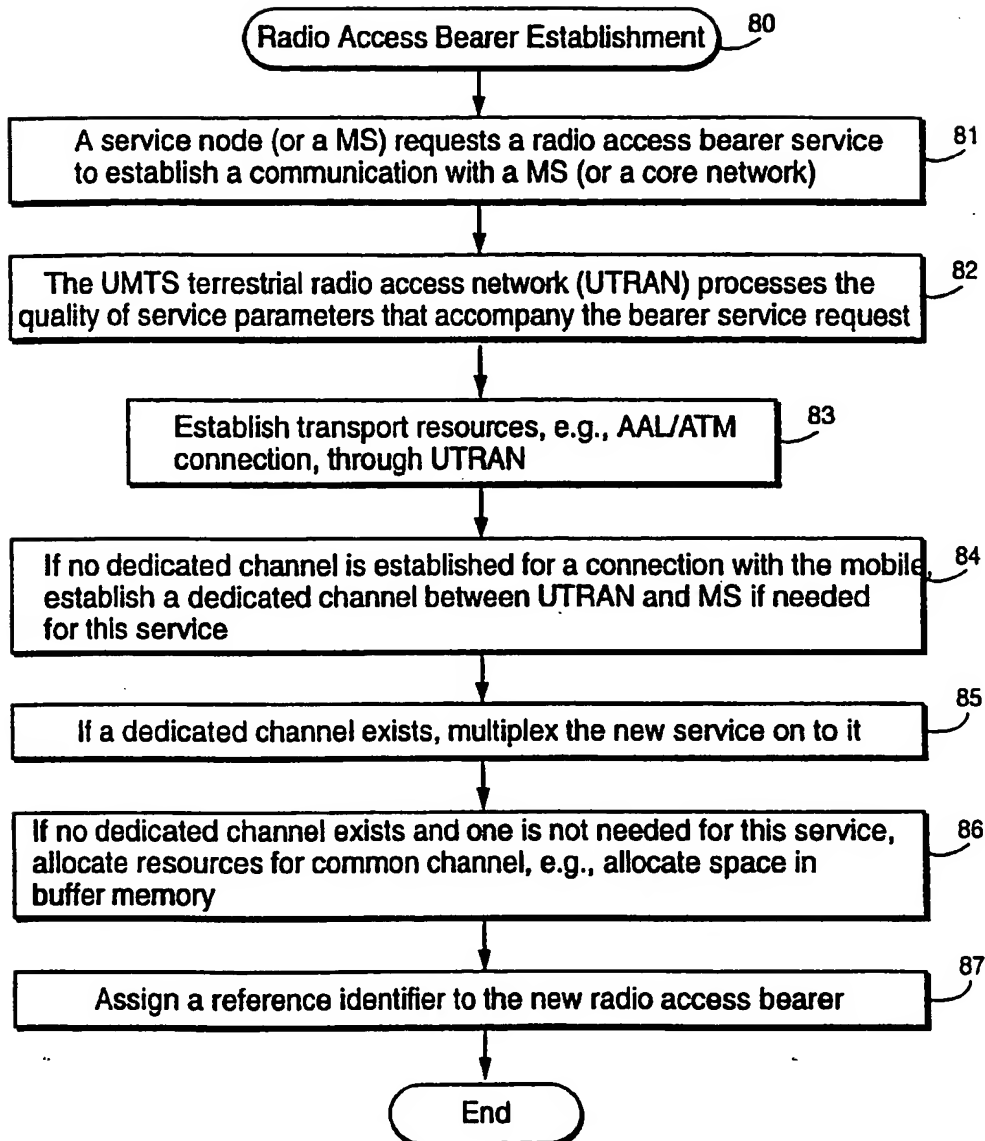 Radio Access Bearer Establishment
80
A service node (or a MS) requests a radio access bearer service
to establish a communication with a MS (or a core network)
81
The UMTS terrestrial radio access network (UTRAN) processes the
quality of service parameters that accompany the bearer service request
82
Establish transport resources, e.g., AAL/ATM
connection, through UTRAN
83
If no dedicated channel is established for a connection with the mobile,
establish a dedicated channel between UTRAN and MS if needed
for this service
84
If a dedicated channel exists, multiplex the new service on to it
85
If no dedicated channel exists and one is not needed for this service,
allocate resources for common channel, e.g., allocate space in
buffer memory
86
Assign a reference identifier to the new radio access bearer
87
End